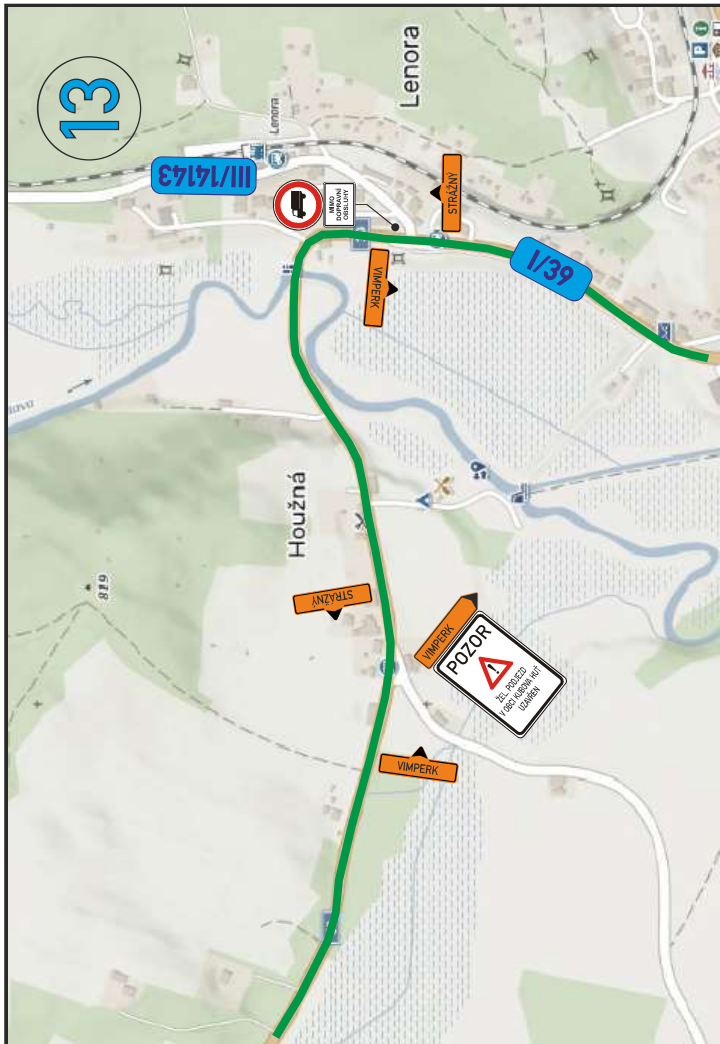 13
Lenora
Lenora
III/14143
MIMO
DOPRAVNÍ
OBSLUHY
STRÁŽNÝ
VIMPERK
I/39
Houžná
819
STRÁŽNÝ
VIMPERK
POZOR
ŽEL. PODJEZD
V OBCI KUBOVA HUŤ
UZAVŘEN
VIMPERK
P
i